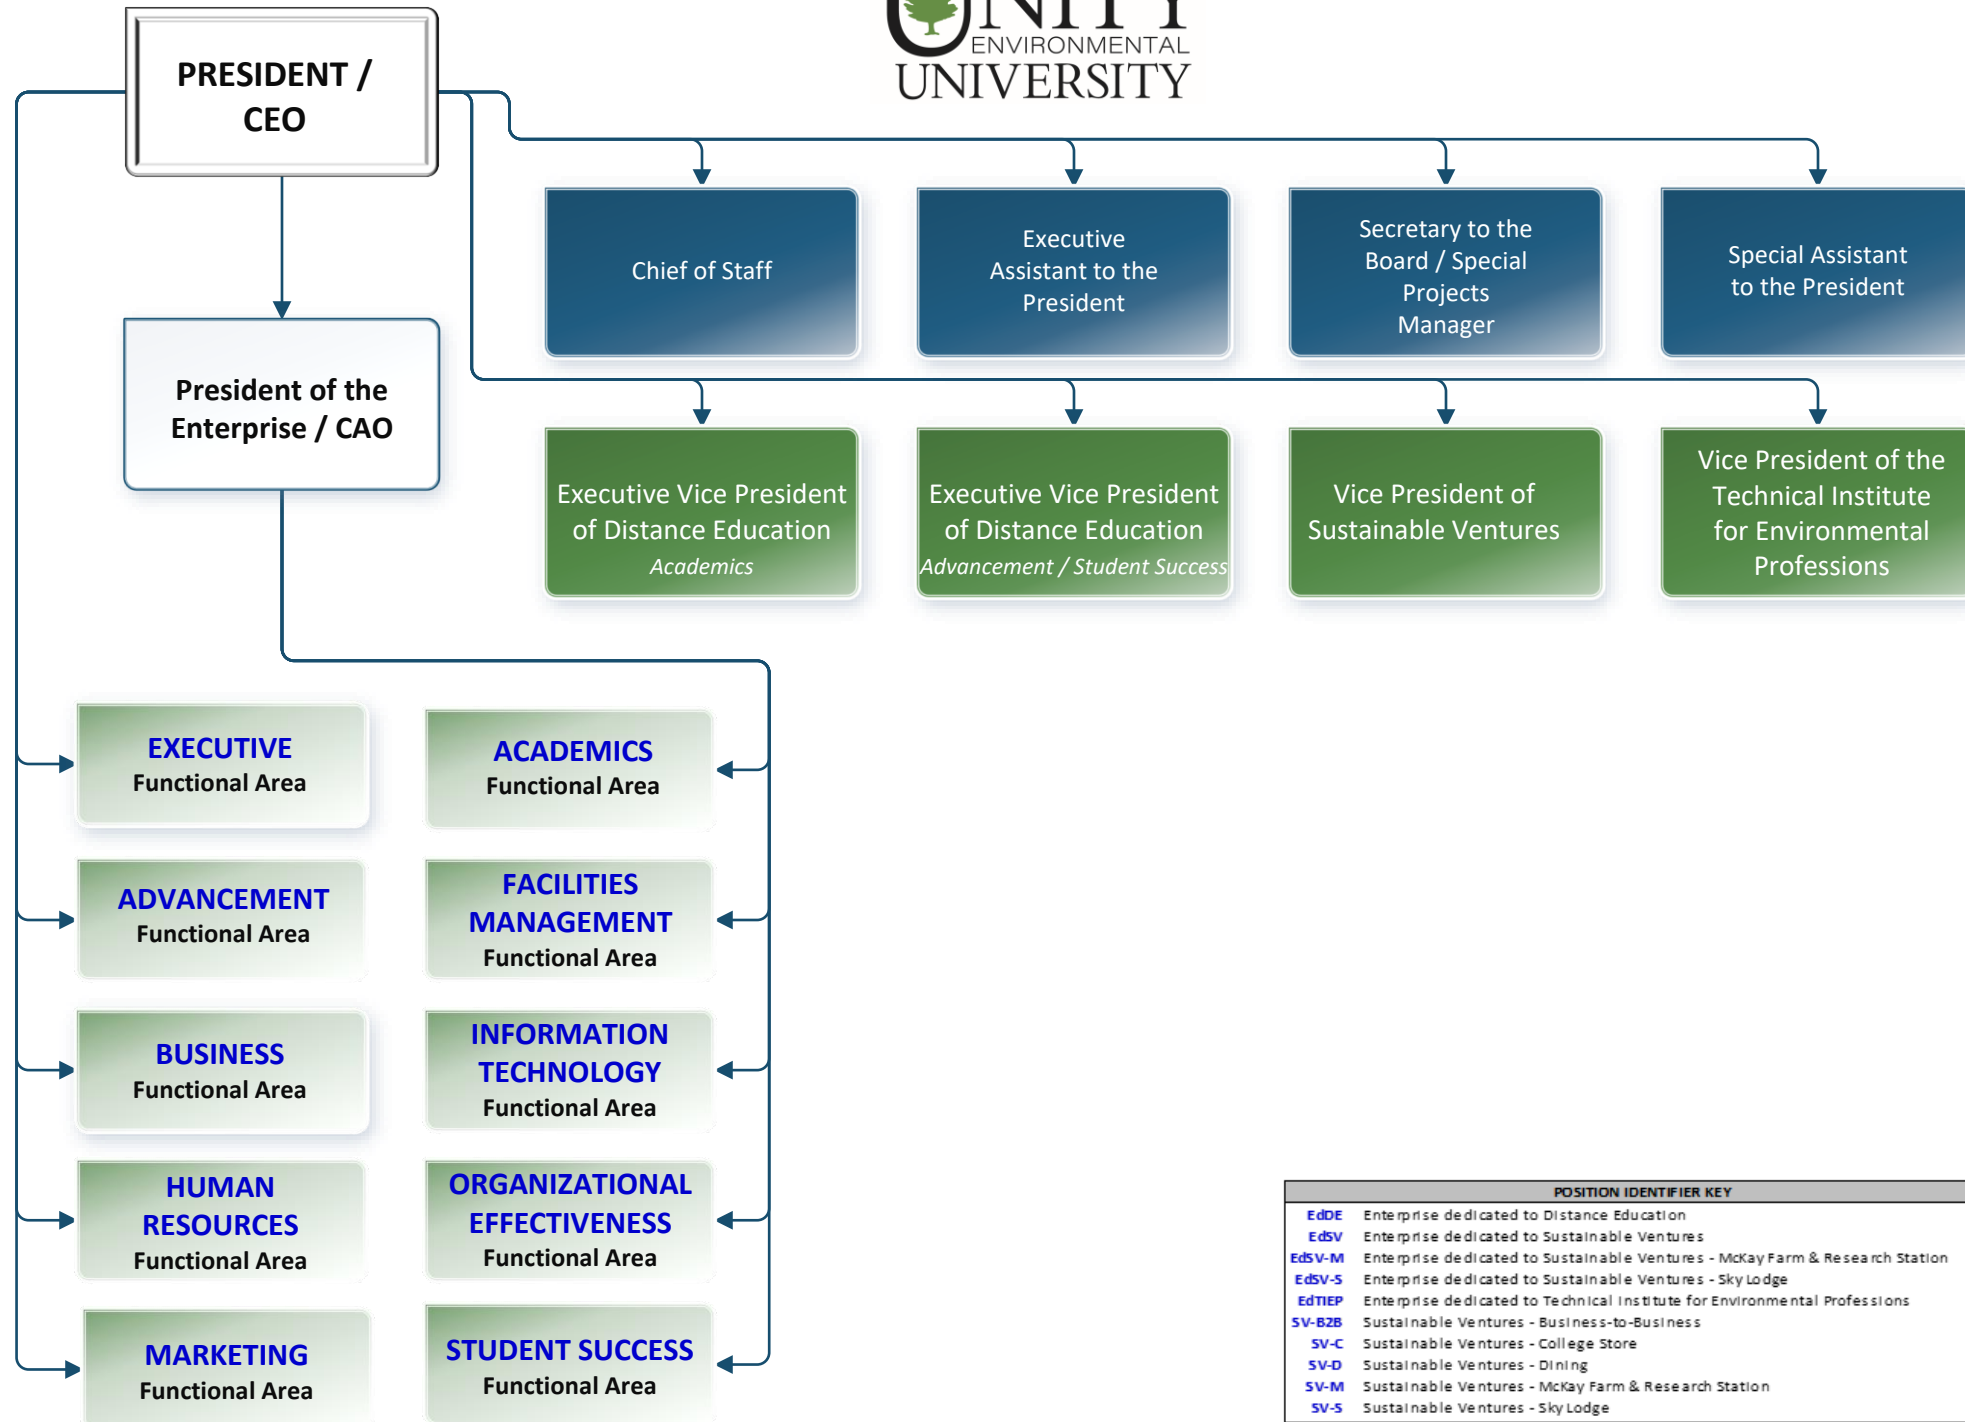 UNITY
ENVIRONMENTAL
UNIVERSITY
PRESIDENT /
CEO
Chief of Staff
Executive
Assistant to the
President
Secretary to the
Board / Special
Projects
Manager
Special Assistant
to the President
President of the
Enterprise / CAO
Executive Vice President
of Distance Education
Academics
Executive Vice President
of Distance Education
Advancement / Student Success
Vice President of
Sustainable Ventures
Vice President of the
Technical Institute
for Environmental
Professions
EXECUTIVE
Functional Area
ACADEMICS
Functional Area
ADVANCEMENT
Functional Area
FACILITIES
MANAGEMENT
Functional Area
BUSINESS
Functional Area
INFORMATION
TECHNOLOGY
Functional Area
HUMAN
RESOURCES
Functional Area
ORGANIZATIONAL
EFFECTIVENESS
Functional Area
MARKETING
Functional Area
STUDENT SUCCESS
Functional Area
POSITION IDENTIFIER KEY
EdDE Enterprise dedicated to Distance Education
EdSV Enterprise dedicated to Sustainable Ventures
EdSV-M Enterprise dedicated to Sustainable Ventures - McKay Farm & Research Station
EdSV-S Enterprise dedicated to Sustainable Ventures - Sky Lodge
EdTIEP Enterprise dedicated to Technical Institute for Environmental Professions
SV-B2B Sustainable Ventures - Business-to-Business
SV-C Sustainable Ventures - College Store
SV-D Sustainable Ventures - Dining
SV-M Sustainable Ventures - McKay Farm & Research Station
SV-S Sustainable Ventures - Sky Lodge